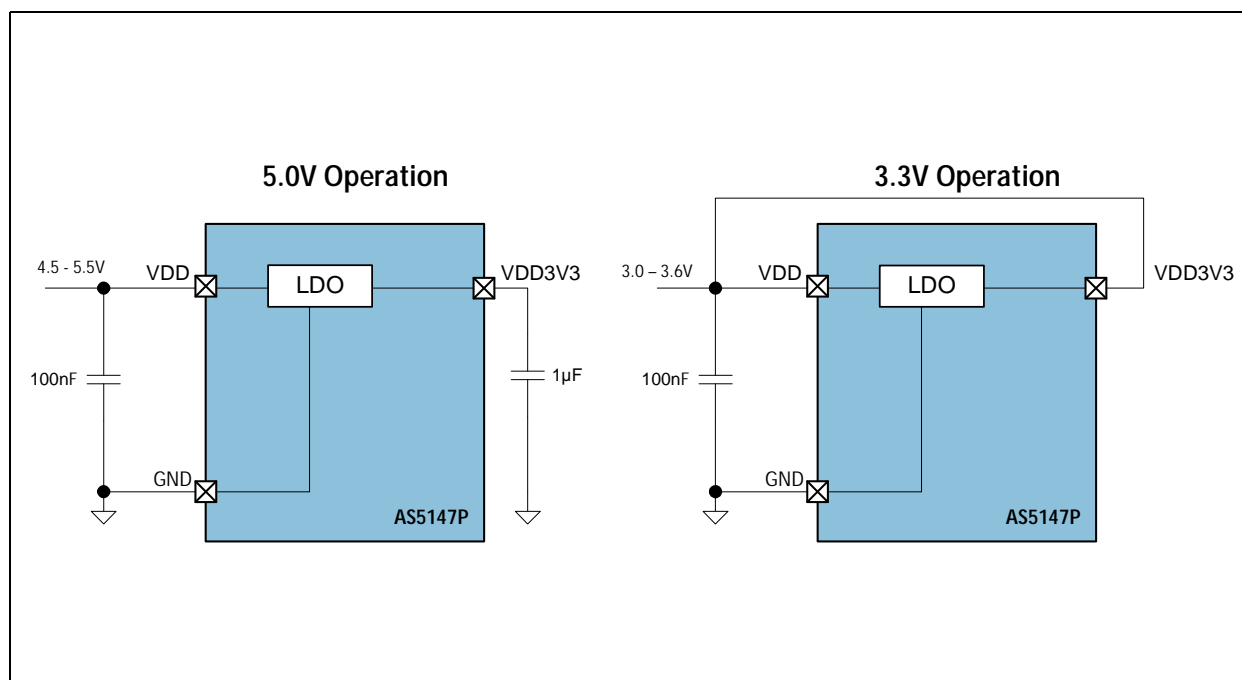 5.0V Operation
4.5 - 5.5V
VDD
LDO
VDD3V3
100nF
1µF
GND
AS5147P
3.3V Operation
3.0 – 3.6V
VDD
LDO
VDD3V3
100nF
GND
AS5147P